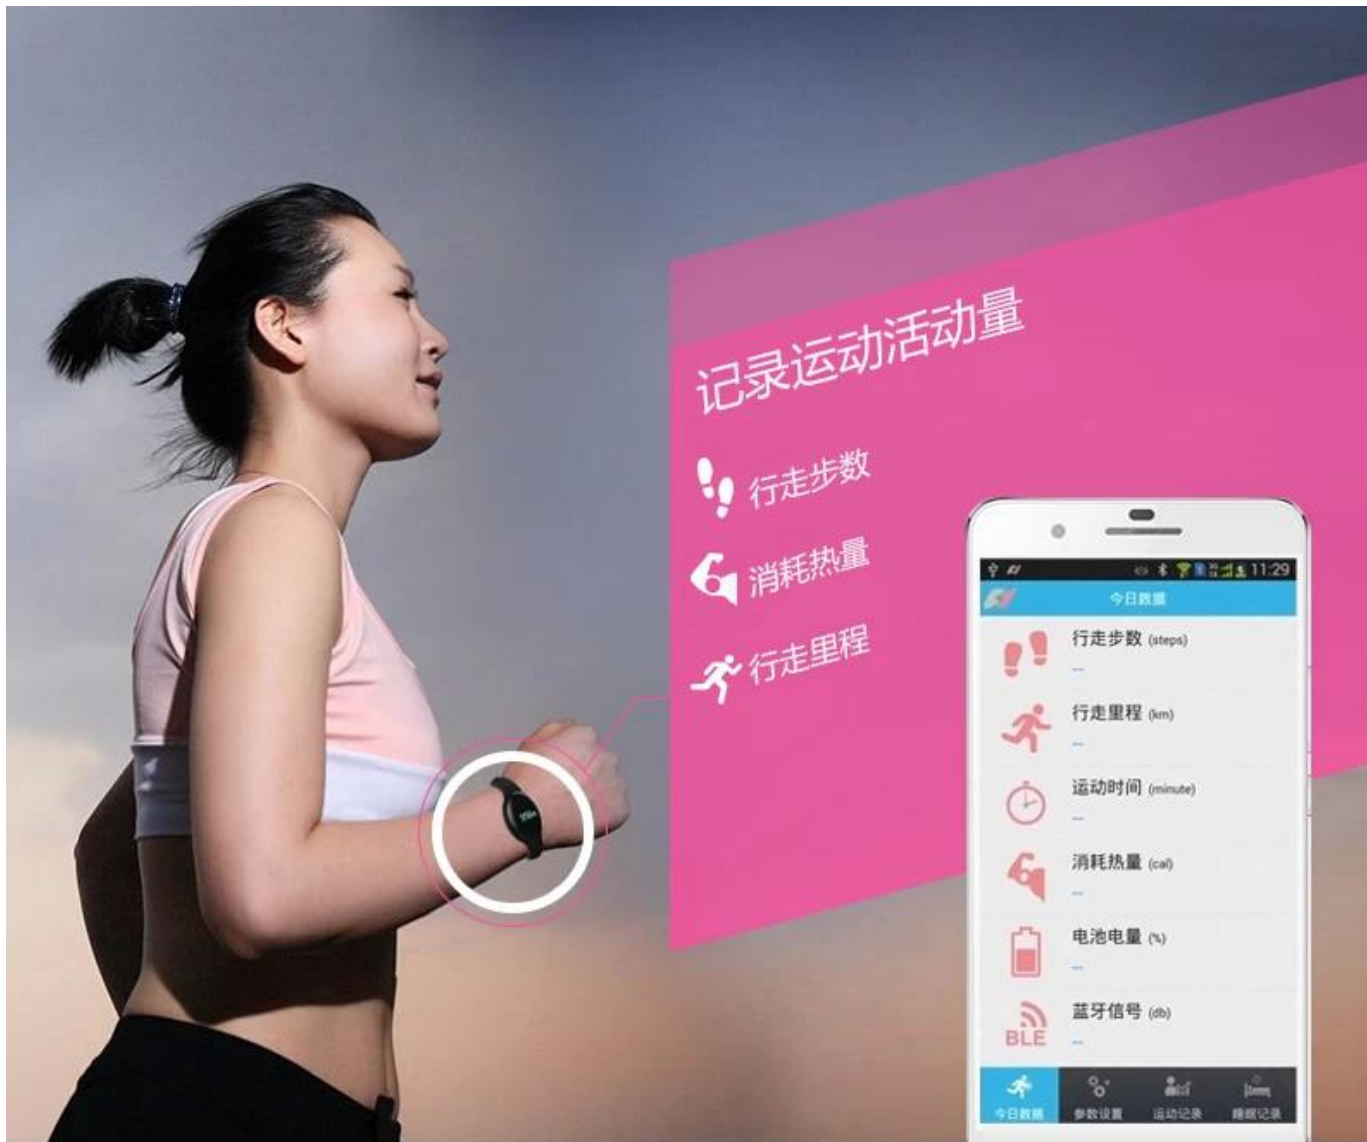 记录运动活动量
行走步数
消耗热量
行走里程
11:29
今日数据
行走步数 (steps)
--
行走里程 (km)
--
运动时间 (minute)
--
消耗热量 (cal)
--
电池电量 (%)
--
BLE
蓝牙信号 (db)
--
今日数据 参数设置 运动记录 睡眠记录